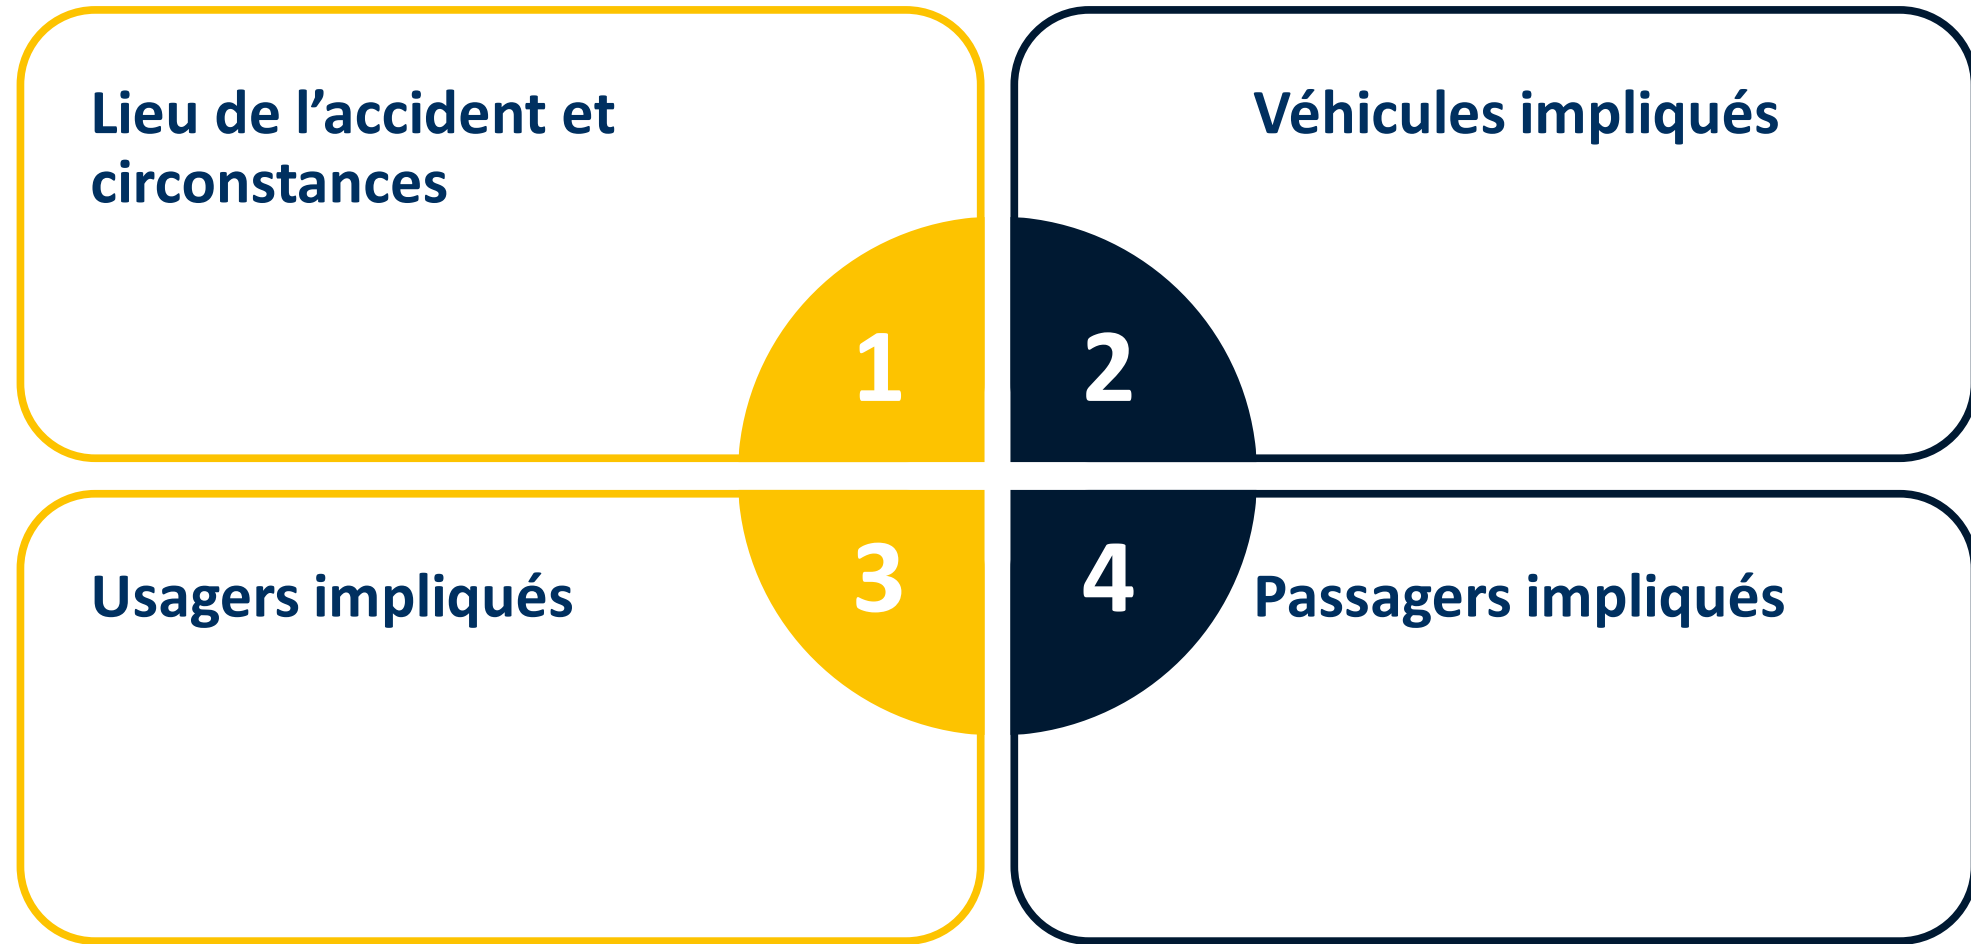 Lieu de l’accident et
circonstances
1
Véhicules impliqués
2
Usagers impliqués
3
Passagers impliqués
4